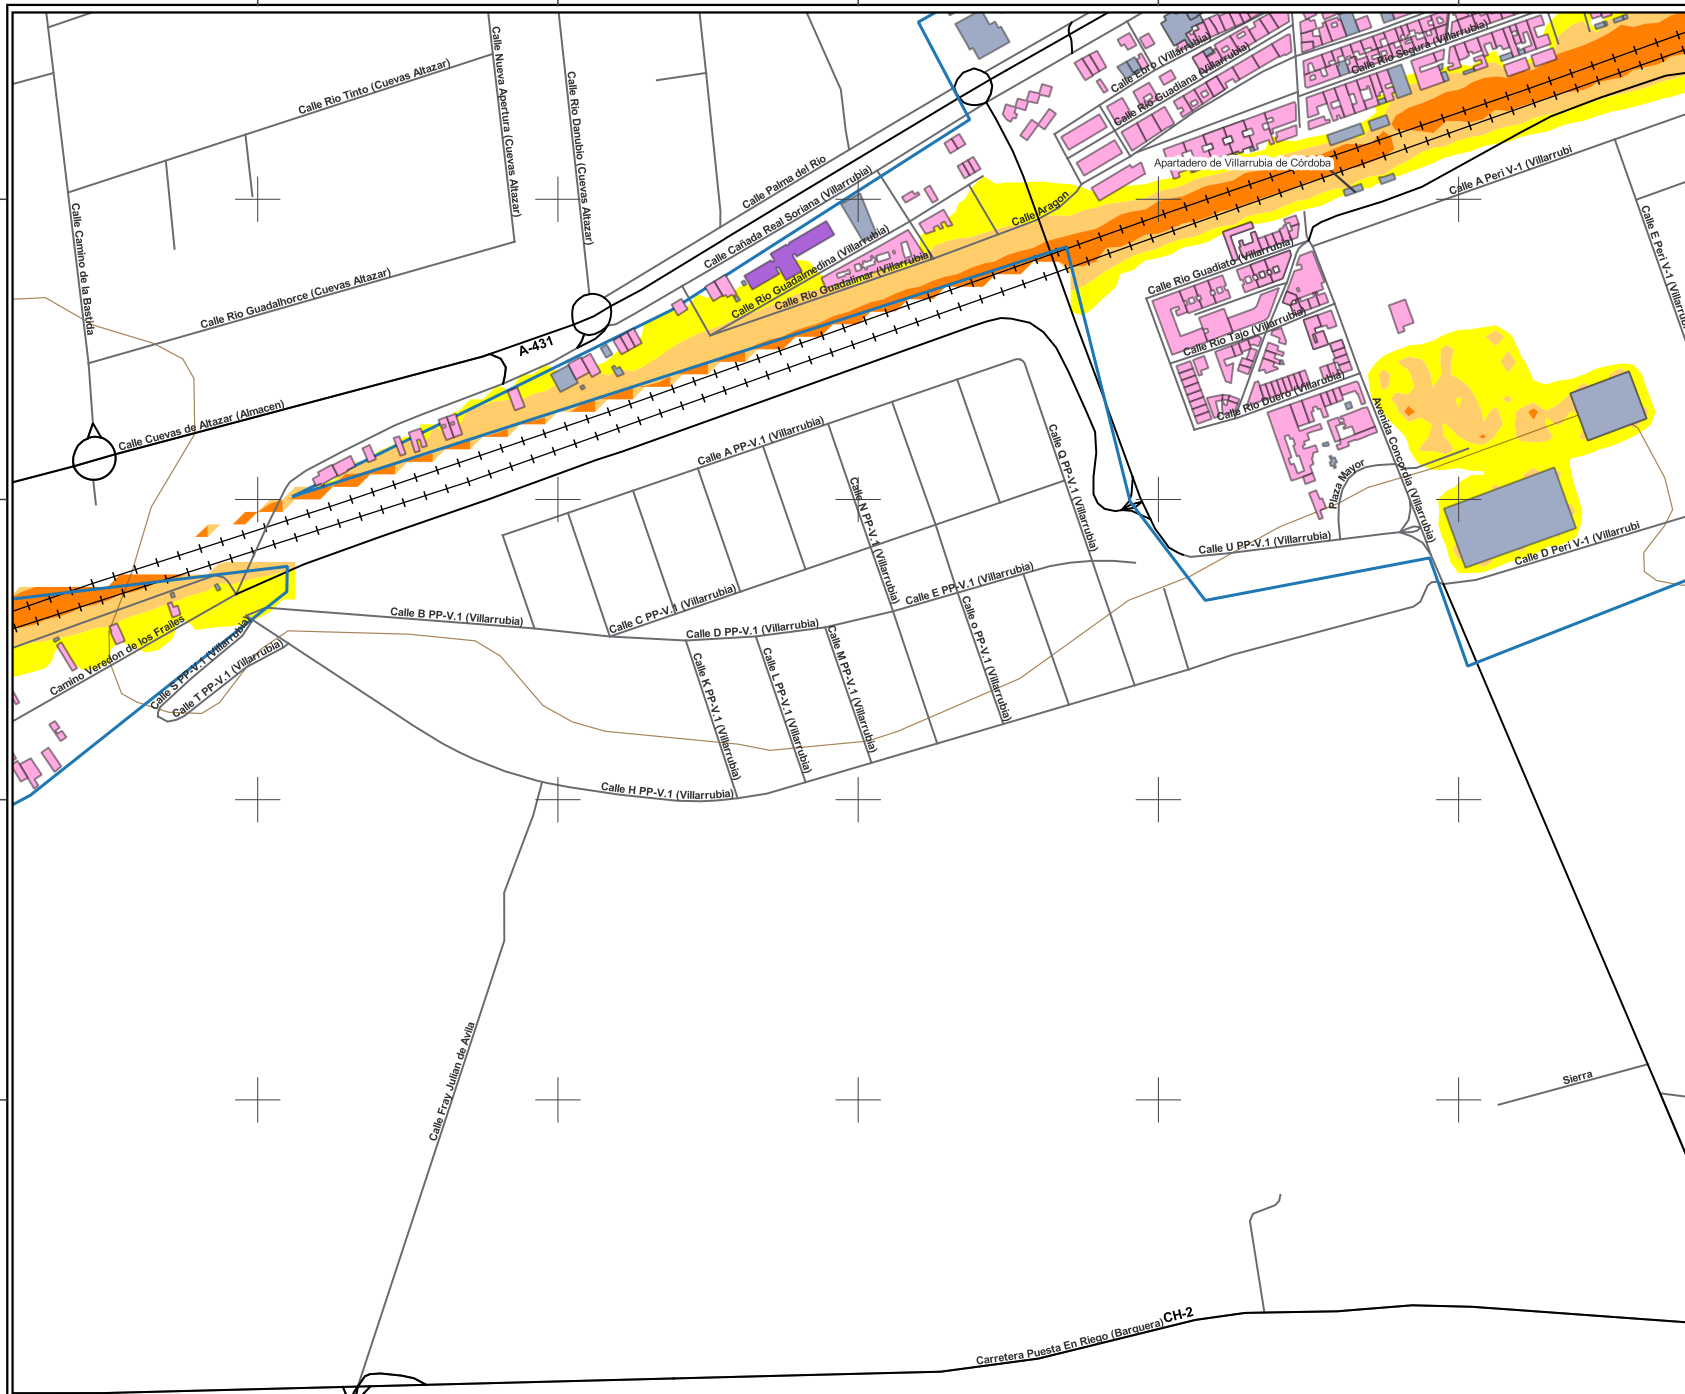 Calle Rio Tinto (Cuevas Altazar)
Calle Nueva Apertura (Cuevas Altazar)
Calle Rio Danubio (Cuevas Altazar)
Calle Camino de la Bastida
Calle Rio Guadalhorce (Cuevas Altazar)
Calle Palma del Rio
Calle Cañada Real Soriana (Villarrubia)
Calle Ebro (Villarrubia)
Calle Rio Guadiana (Villarrubia)
Calle Rio Segura (Villarrubia)
Apartadero de Villarrubia de Córdoba
Calle A Peri V-1 (Villarrubi
Calle E Peri V-1 (Villarrub
Calle Aragon
Calle Rio Guadalmedina (Villarrubia)
Calle Rio Guadalimar (Villarrubia)
Calle Rio Guadiato (Villarrubia)
Calle Rio Tajo (Villarrubia)
Calle Rio Duero (Villarrubia)
A-431
Calle Cuevas de Altazar (Almacen)
Calle A PP-V.1 (Villarrubia)
Calle Q PP-V.1 (Villarrubia)
Calle N PP-V.1 (Villarrubia)
Avenida Concordia (Villarrubia)
Plaza Mayor
Calle U PP-V.1 (Villarrubia)
Calle D Peri V-1 (Villarrubi
Calle E PP-V.1 (Villarrubia)
Calle C PP-V.1 (Villarrubia)
Calle B PP-V.1 (Villarrubia)
Calle D PP-V.1 (Villarrubia)
Calle o PP-V.1 (Villarrubia)
Calle M PP-V.1 (Villarrubia)
Calle L PP-V.1 (Villarrubia)
Calle K PP-V.1 (Villarrubia)
Camino Veredon de los Frailes
Calle S PP-V.1 (Villarrubia)
Calle T PP-V.1 (Villarrubia)
Calle H PP-V.1 (Villarrubia)
Calle Fray Julian de Avila
Sierra
CH-2
Carretera Puesta En Riego (Barquera)